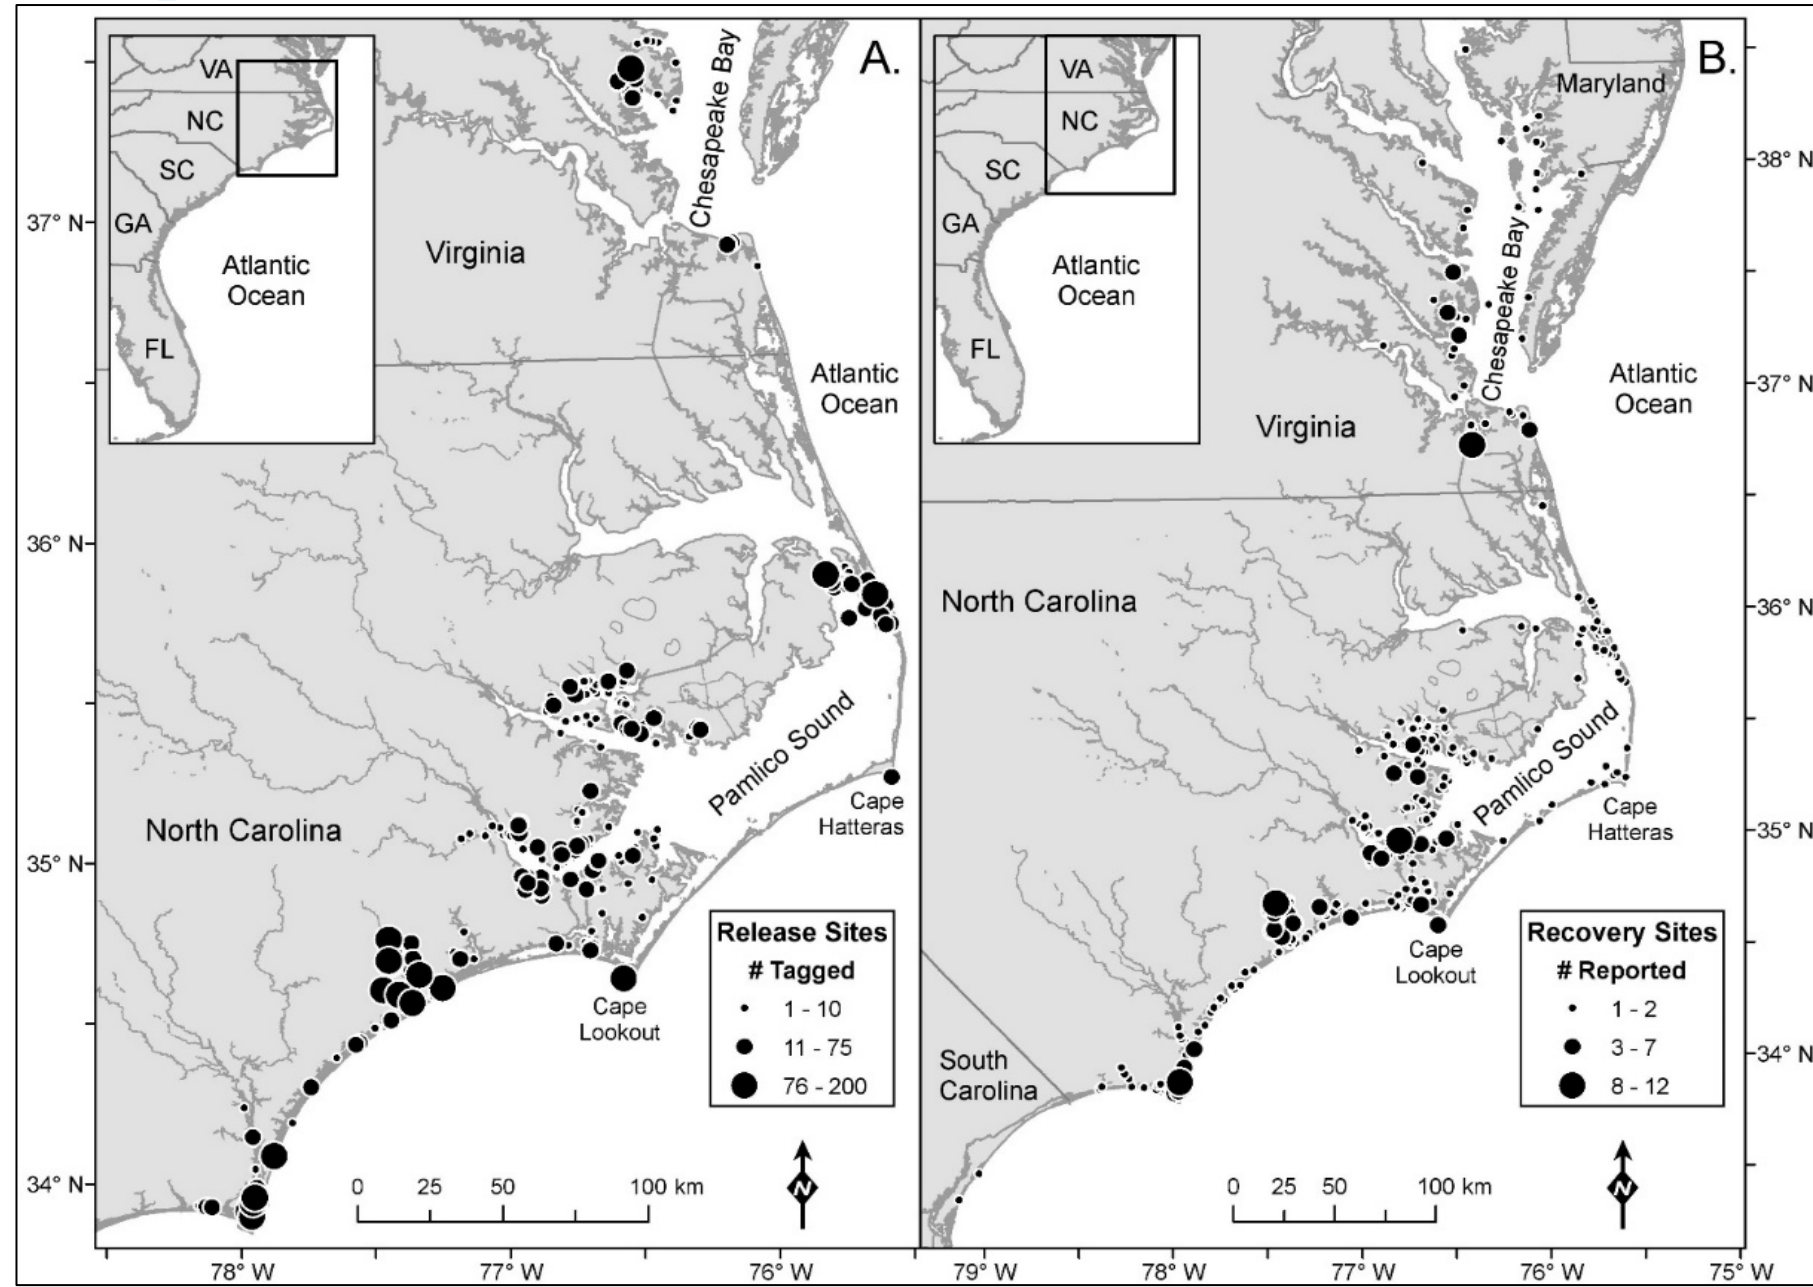 A.
VA
NC
SC
GA
FL
Atlantic
Ocean
Chesapeake Bay
Virginia
Atlantic
Ocean
North Carolina
Pamlico Sound
Cape
Hatteras
Cape
Lookout
Release Sites
# Tagged
1 - 10
11 - 75
76 - 200
0 25 50 100 km
N
37° N
36° N
35° N
34° N
78° W 77° W 76° W
B.
VA
NC
SC
GA
FL
Atlantic
Ocean
Maryland
Chesapeake Bay
Virginia
Atlantic
Ocean
North Carolina
Pamlico Sound
Cape
Hatteras
Cape
Lookout
South
Carolina
Recovery Sites
# Reported
1 - 2
3 - 7
8 - 12
0 25 50 100 km
N
38° N
37° N
36° N
35° N
34° N
79° W 78° W 77° W 76° W 75° W